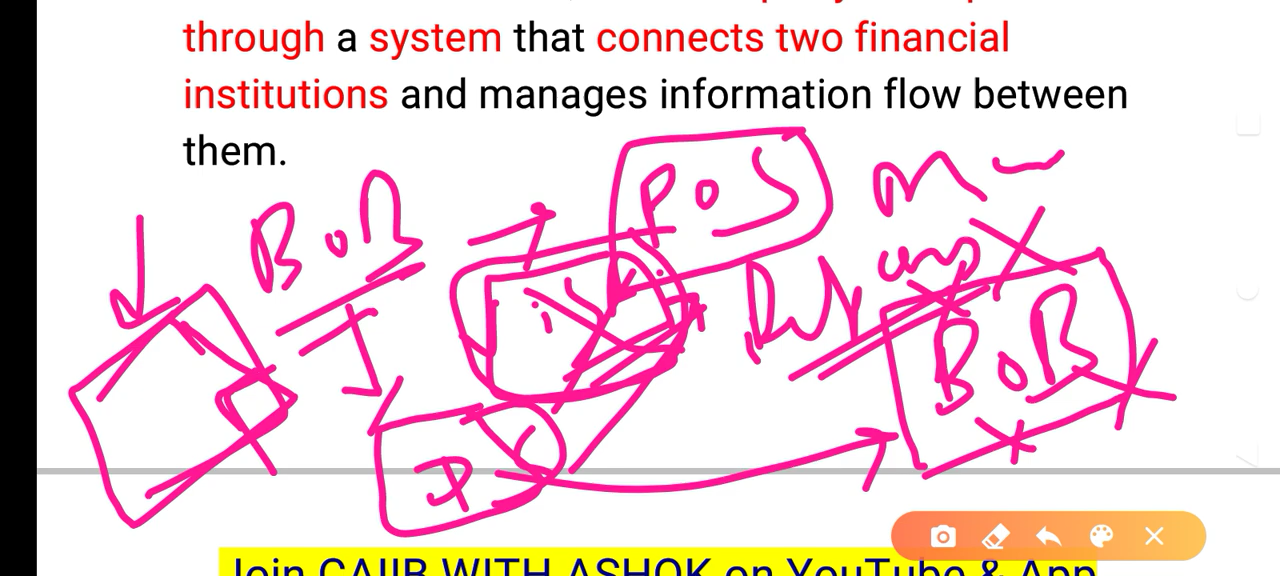 through a system that connects two financial
institutions and manages information flow between
them.
POS
BOB
BOB
Join CAIIB WITH ASHOK on YouTube & App